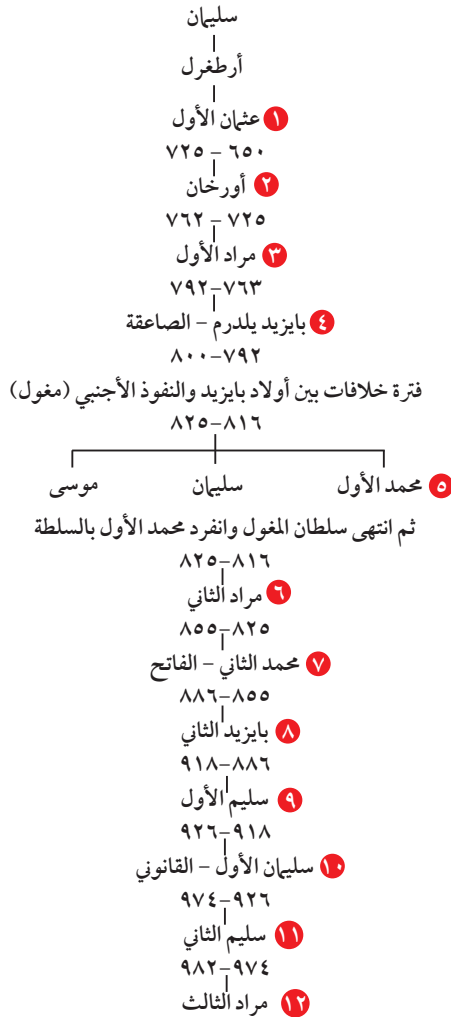 سليمان
أرطغرل
١ عثمان الأول
٦٥٠ – ٧٢٥
٢ أورخان
٧٢٥ – ٧٦٢
٣ مراد الأول
٧٦٣–٧٩٢
٤ بايزيد يلدرم – الصاعقة
٧٩٢–٨٠٠
فترة خلافات بين أولاد بايزيد والنفوذ الأجنبي (مغول)
٨١٦–٨٢٥
٥ محمد الأول سليمان موسى
ثم انتهى سلطان المغول وانفرد محمد الأول بالسلطة
٨١٦–٨٢٥
٦ مراد الثاني
٨٢٥–٨٥٥
٧ محمد الثاني – الفاتح
٨٥٥–٨٨٦
٨ بايزيد الثاني
٨٨٦–٩١٨
٩ سليم الأول
٩١٨–٩٢٦
١٠ سليمان الأول – القانوني
٩٢٦–٩٧٤
١١ سليم الثاني
٩٧٤–٩٨٢
١٢ مراد الثالث